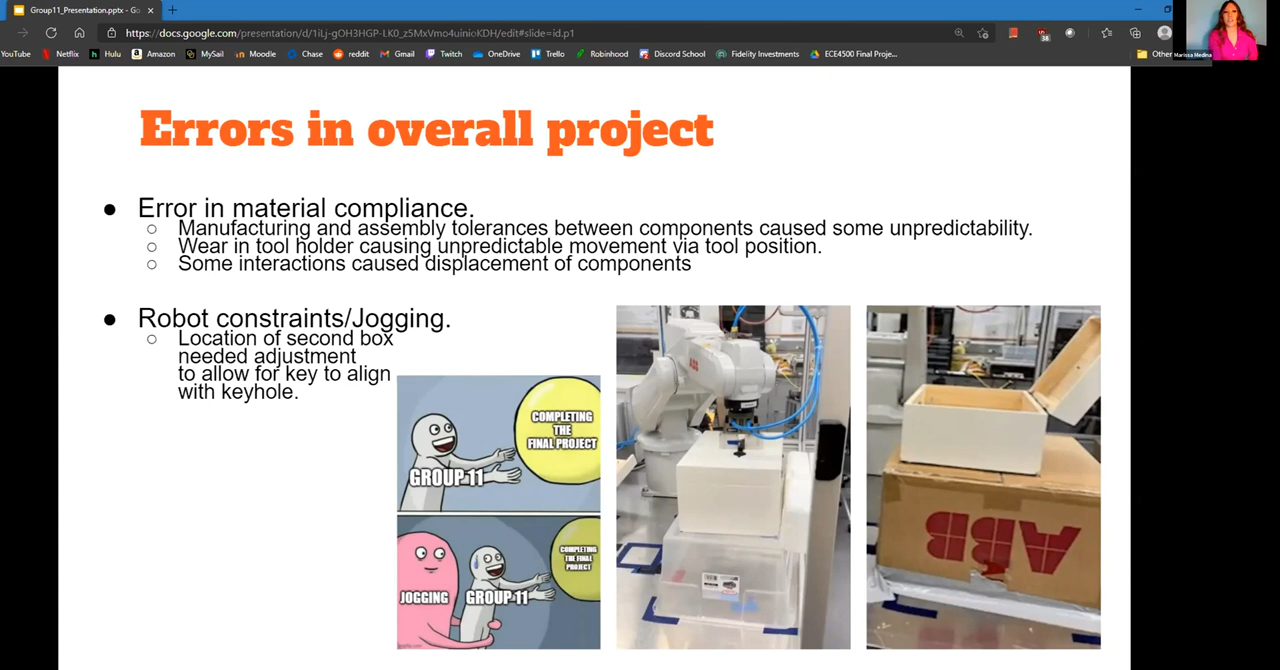 Group11_Presentation.pptx - Go
https://docs.google.com/presentation/d/1iLj-gOH3HGP-LK0_z5MxVmo4uinioKDH/edit#slide=id.p1
38
YouTube Netflix Hulu Amazon MySail Moodle Chase reddit Gmail Twitch OneDrive Trello Robinhood Discord School Fidelity Investments ECE4500 Final Proje... Other
Marissa Medina
Errors in overall project
● Error in material compliance.
○ Manufacturing and assembly tolerances between components caused some unpredictability.
○ Wear in tool holder causing unpredictable movement via tool position.
○ Some interactions caused displacement of components
● Robot constraints/Jogging.
○ Location of second box
needed adjustment
to allow for key to align
with keyhole.
COMPLETING
THE
FINAL PROJECT
GROUP 11
COMPLETING
THE FINAL
PROJECT
JOGGING GROUP 11
ABB
ABB